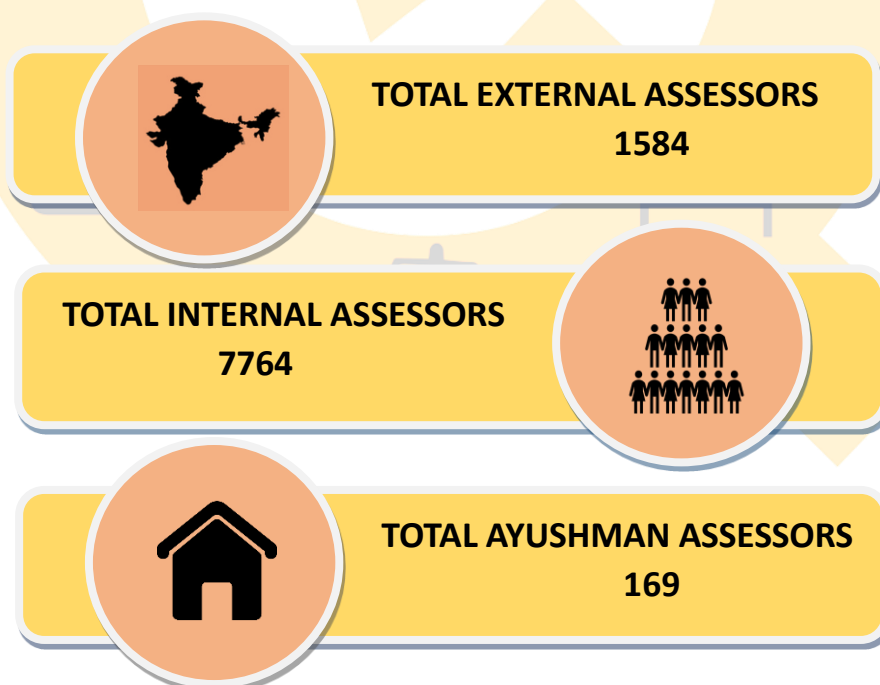 TOTAL EXTERNAL ASSESSORS
1584
TOTAL INTERNAL ASSESSORS
7764
TOTAL AYUSHMAN ASSESSORS
169